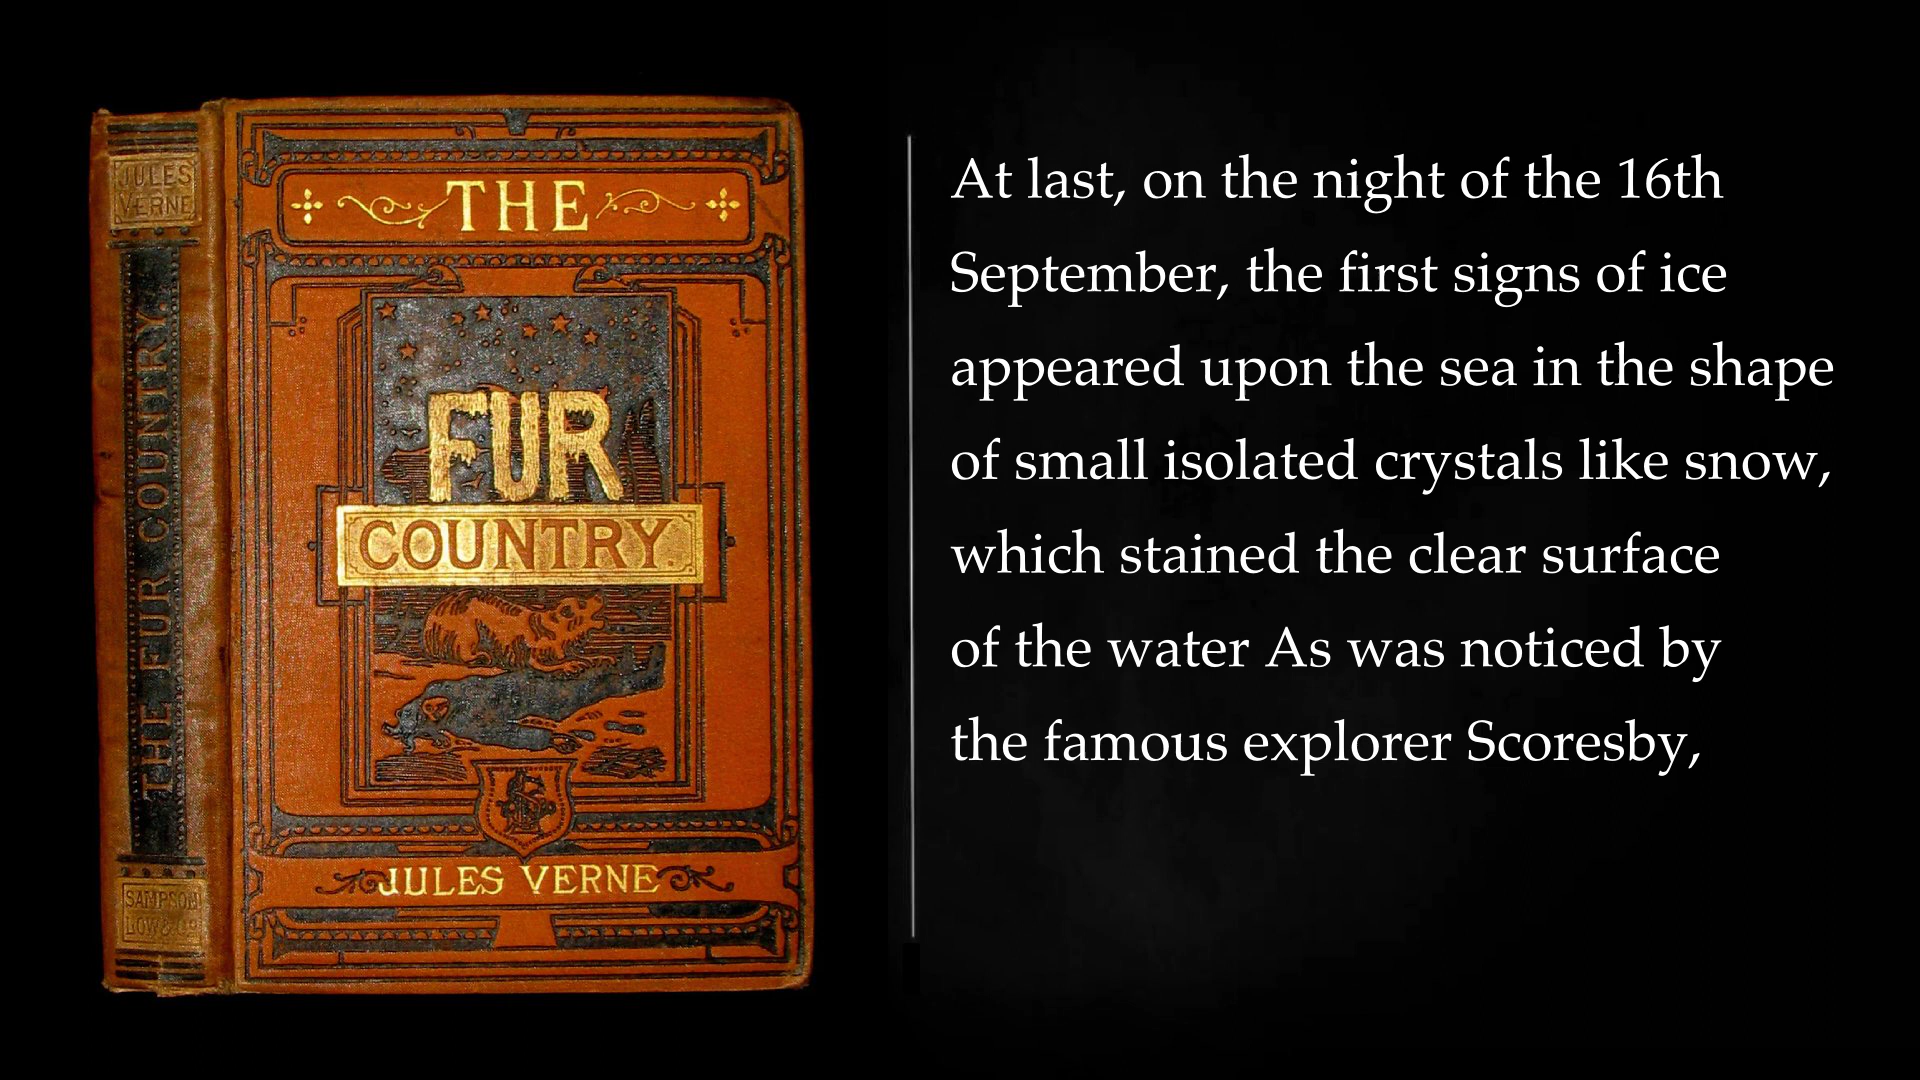 JULES
VERNE
THE FUR COUNTRY.
SAMPSON
LOW & Co
THE
FUR
COUNTRY.
JULES VERNE
At last, on the night of the 16th
September, the first signs of ice
appeared upon the sea in the shape
of small isolated crystals like snow,
which stained the clear surface
of the water As was noticed by
the famous explorer Scoresby,